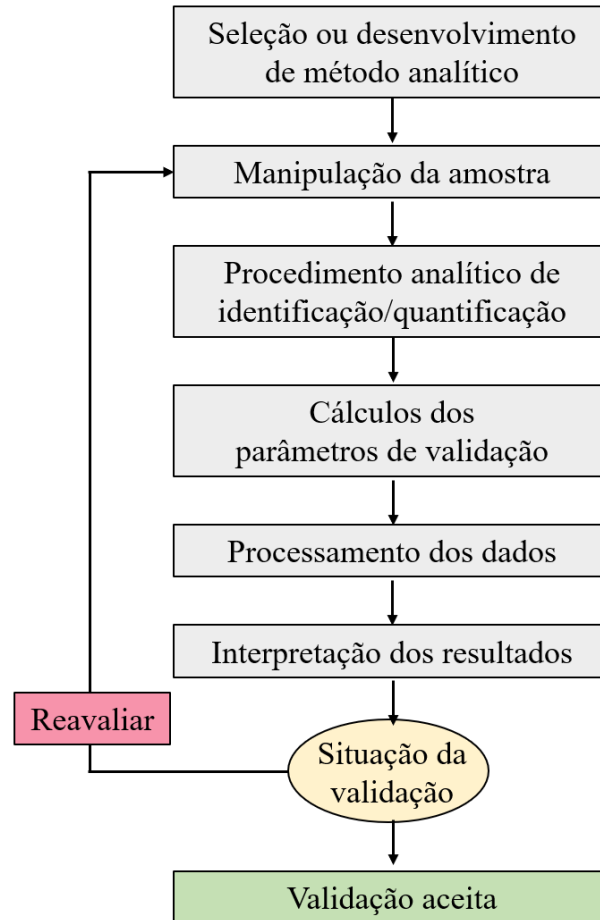 Seleção ou desenvolvimento
de método analítico
Manipulação da amostra
Procedimento analítico de
identificação/quantificação
Cálculos dos
parâmetros de validação
Processamento dos dados
Interpretação dos resultados
Reavaliar
Situação da
validação
Validação aceita